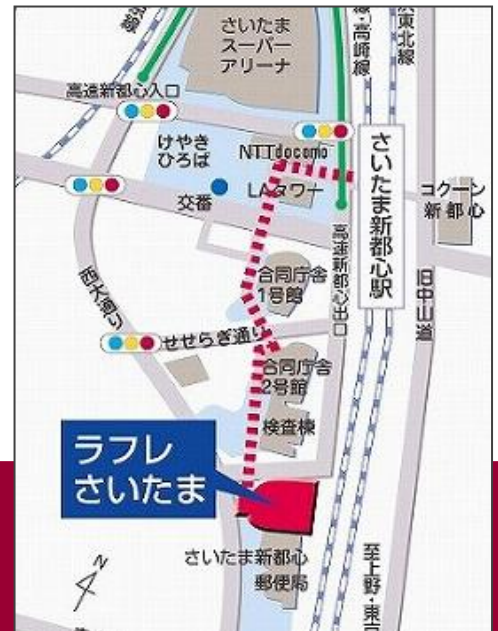 さいたま
スーパー
アリーナ
線・高崎線
京東北線
高速新都心入口
けやき
ひろば
NTTdocomo
LAタワー
交番
さいたま新都心駅
コクーン
新都心
高速新都心出口
旧中山道
西大通り
合同庁舎
1号館
せせらぎ通り
合同庁舎
2号館
検査棟
ラフレ
さいたま
さいたま新都心
郵便局
至上野・東京
N